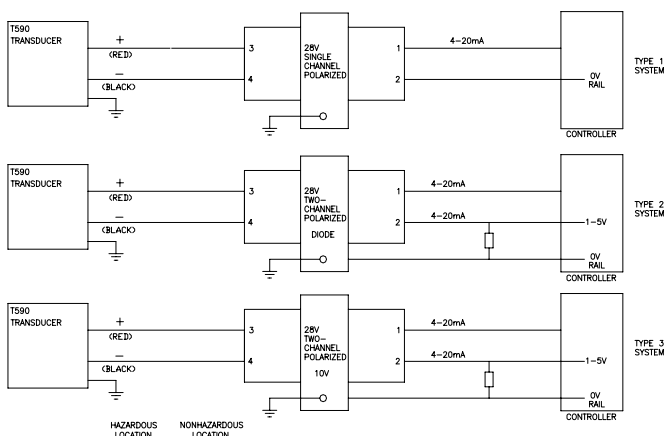 T590
TRANSDUCER
+
(RED)
−
(BLACK)
3
4
28V
SINGLE
CHANNEL
POLARIZED
1
2
4−20mA
0V
RAIL
CONTROLLER
TYPE 1
SYSTEM
T590
TRANSDUCER
+
(RED)
−
(BLACK)
3
4
28V
TWO−
CHANNEL
POLARIZED
DIODE
1
2
4−20mA
4−20mA
1−5V
0V
RAIL
CONTROLLER
TYPE 2
SYSTEM
T590
TRANSDUCER
+
(RED)
−
(BLACK)
3
4
28V
TWO−
CHANNEL
POLARIZED
10V
1
2
4−20mA
4−20mA
1−5V
0V
RAIL
CONTROLLER
TYPE 3
SYSTEM
HAZARDOUS
LOCATION
NONHAZARDOUS
LOCATION